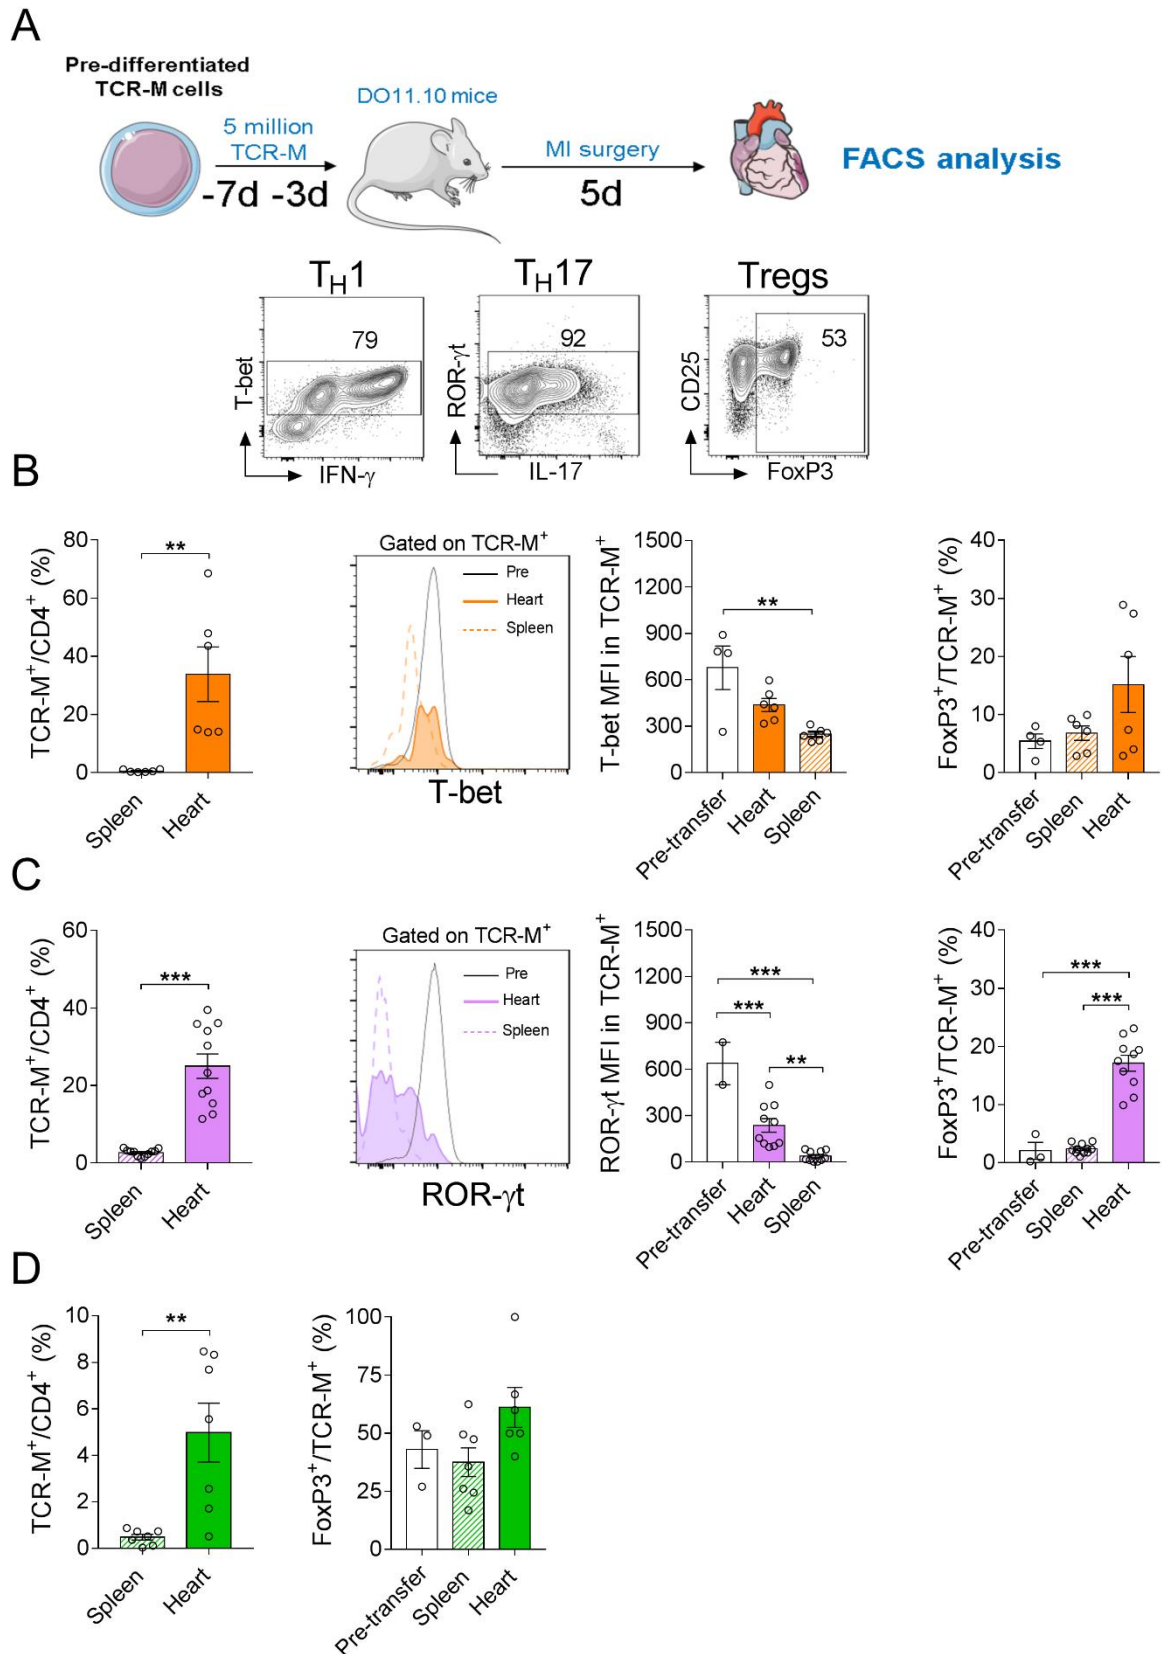 A
Pre-differentiated
TCR-M cells
5 million
TCR-M
-7d -3d
DO11.10 mice
MI surgery
5d
FACS analysis
TH1
79
T-bet
IFN-γ
TH17
92
ROR-γt
IL-17
Tregs
53
CD25
FoxP3
B
TCR-M+/CD4+ (%)
80
60
40
20
0
**
Spleen
Heart
Gated on TCR-M+
Pre
Heart
Spleen
T-bet
T-bet MFI in TCR-M+
1500
1200
900
600
300
0
**
Pre-transfer
Heart
Spleen
FoxP3+/TCR-M+ (%)
40
30
20
10
0
Pre-transfer
Spleen
Heart
C
TCR-M+/CD4+ (%)
60
40
20
0
***
Spleen
Heart
Gated on TCR-M+
Pre
Heart
Spleen
ROR-γt
ROR-γt MFI in TCR-M+
1500
1200
900
600
300
0
***
***
**
Pre-transfer
Heart
Spleen
FoxP3+/TCR-M+ (%)
40
30
20
10
0
***
***
Pre-transfer
Spleen
Heart
D
TCR-M+/CD4+ (%)
10
8
6
4
2
0
**
Spleen
Heart
FoxP3+/TCR-M+ (%)
100
75
50
25
0
Pre-transfer
Spleen
Heart